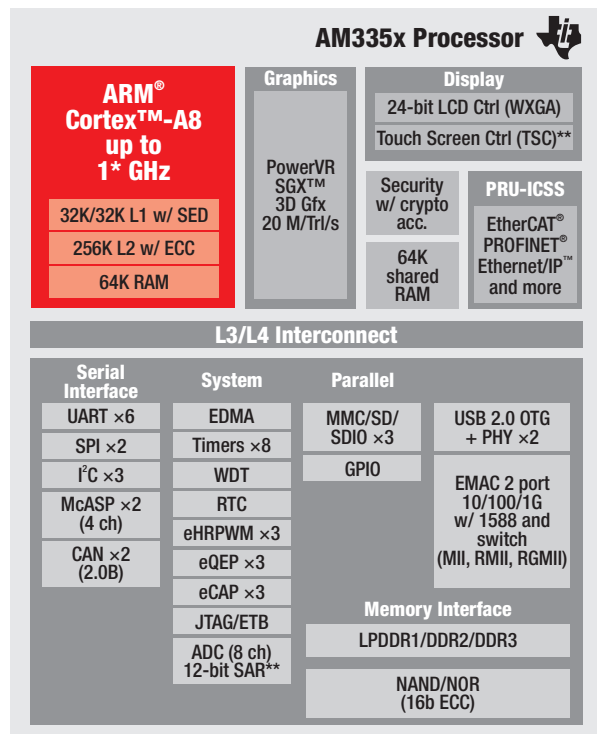 AM335x Processor
ARM®
Cortex™-A8
up to
1* GHz
32K/32K L1 w/ SED
256K L2 w/ ECC
64K RAM
Graphics
PowerVR
SGX™
3D Gfx
20 M/Trl/s
Display
24-bit LCD Ctrl (WXGA)
Touch Screen Ctrl (TSC)**
Security
w/ crypto
acc.
64K
shared
RAM
PRU-ICSS
EtherCAT®
PROFINET®
Ethernet/IP™
and more
L3/L4 Interconnect
Serial
Interface
UART ×6
SPI ×2
I²C ×3
McASP ×2
(4 ch)
CAN ×2
(2.0B)
System
EDMA
Timers ×8
WDT
RTC
eHRPWM ×3
eQEP ×3
eCAP ×3
JTAG/ETB
ADC (8 ch)
12-bit SAR**
Parallel
MMC/SD/
SDIO ×3
GPIO
USB 2.0 OTG
+ PHY ×2
EMAC 2 port
10/100/1G
w/ 1588 and
switch
(MII, RMII, RGMII)
Memory Interface
LPDDR1/DDR2/DDR3
NAND/NOR
(16b ECC)